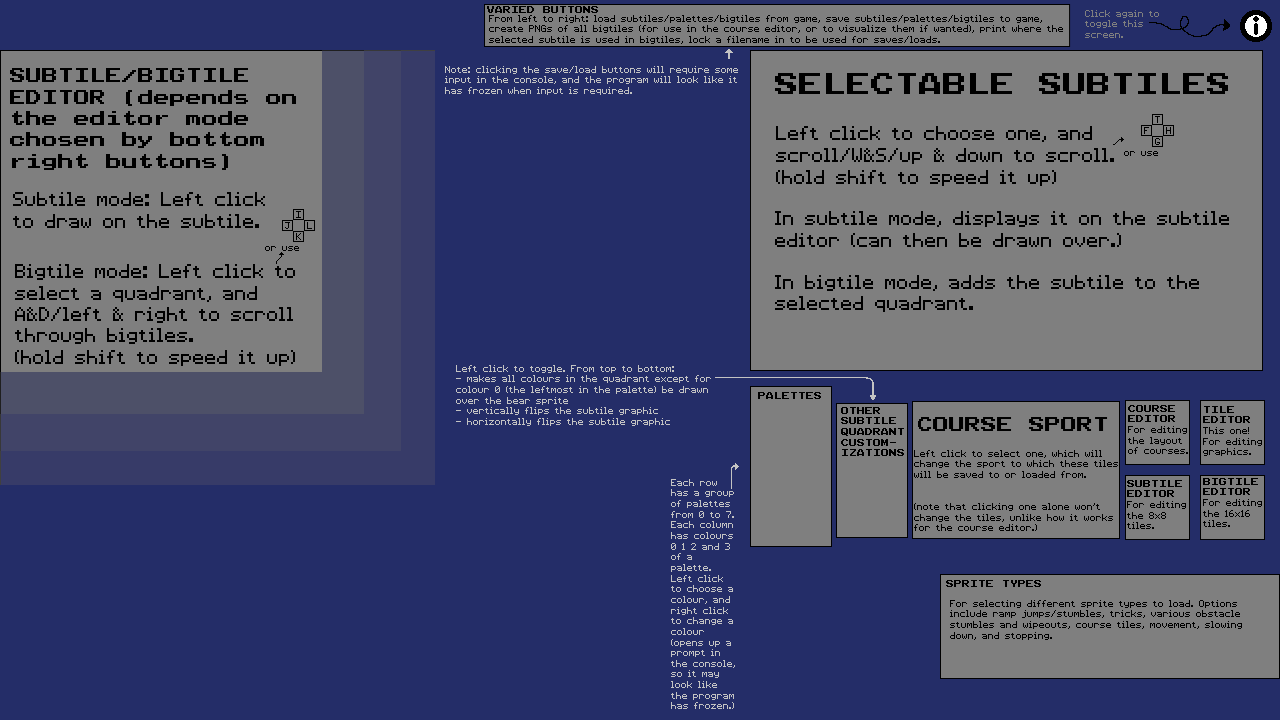 VARIED BUTTONS
From left to right: load subtiles/palettes/bigtiles from game, save subtiles/palettes/bigtiles to game,
create PNGs of all bigtiles (for use in the course editor, or to visualize them if wanted), print where the
selected subtile is used in bigtiles, lock a filename in to be used for saves/loads.
Click again to
toggle this
screen.
i
Note: clicking the save/load buttons will require some
input in the console, and the program will look like it
has frozen when input is required.
SUBTILE/BIGTILE
EDITOR (depends on
the editor mode
chosen by bottom
right buttons)
Subtile mode: Left click
to draw on the subtile.
I
J L
K
or use
Bigtile mode: Left click to
select a quadrant, and
A&D/left & right to scroll
through bigtiles.
(hold shift to speed it up)
SELECTABLE SUBTILES
Left click to choose one, and
scroll/W&S/up & down to scroll.
(hold shift to speed it up)
T
F H
G
or use
In subtile mode, displays it on the subtile
editor (can then be drawn over.)
In bigtile mode, adds the subtile to the
selected quadrant.
Left click to toggle. From top to bottom:
- makes all colours in the quadrant except for
colour 0 (the leftmost in the palette) be drawn
over the bear sprite
- vertically flips the subtile graphic
- horizontally flips the subtile graphic
PALETTES
OTHER
SUBTILE
QUADRANT
CUSTOM-
IZATIONS
COURSE SPORT
Left click to select one, which will
change the sport to which these tiles
will be saved to or loaded from.
(note that clicking one alone won't
change the tiles, unlike how it works
for the course editor.)
COURSE
EDITOR
For editing
the layout
of courses.
TILE
EDITOR
This one!
For editing
graphics.
SUBTILE
EDITOR
For editing
the 8x8
tiles.
BIGTILE
EDITOR
For editing
the 16x16
tiles.
Each row
has a group
of palettes
from 0 to 7.
Each column
has colours
0 1 2 and 3
of a
palette.
Left click
to choose a
colour, and
right click
to change a
colour
(opens up a
prompt in
the console,
so it may
look like
the program
has frozen.)
SPRITE TYPES
For selecting different sprite types to load. Options
include ramp jumps/stumbles, tricks, various obstacle
stumbles and wipeouts, course tiles, movement, slowing
down, and stopping.